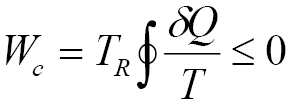 W_c = T_R ∮ δQ/T ≤ 0